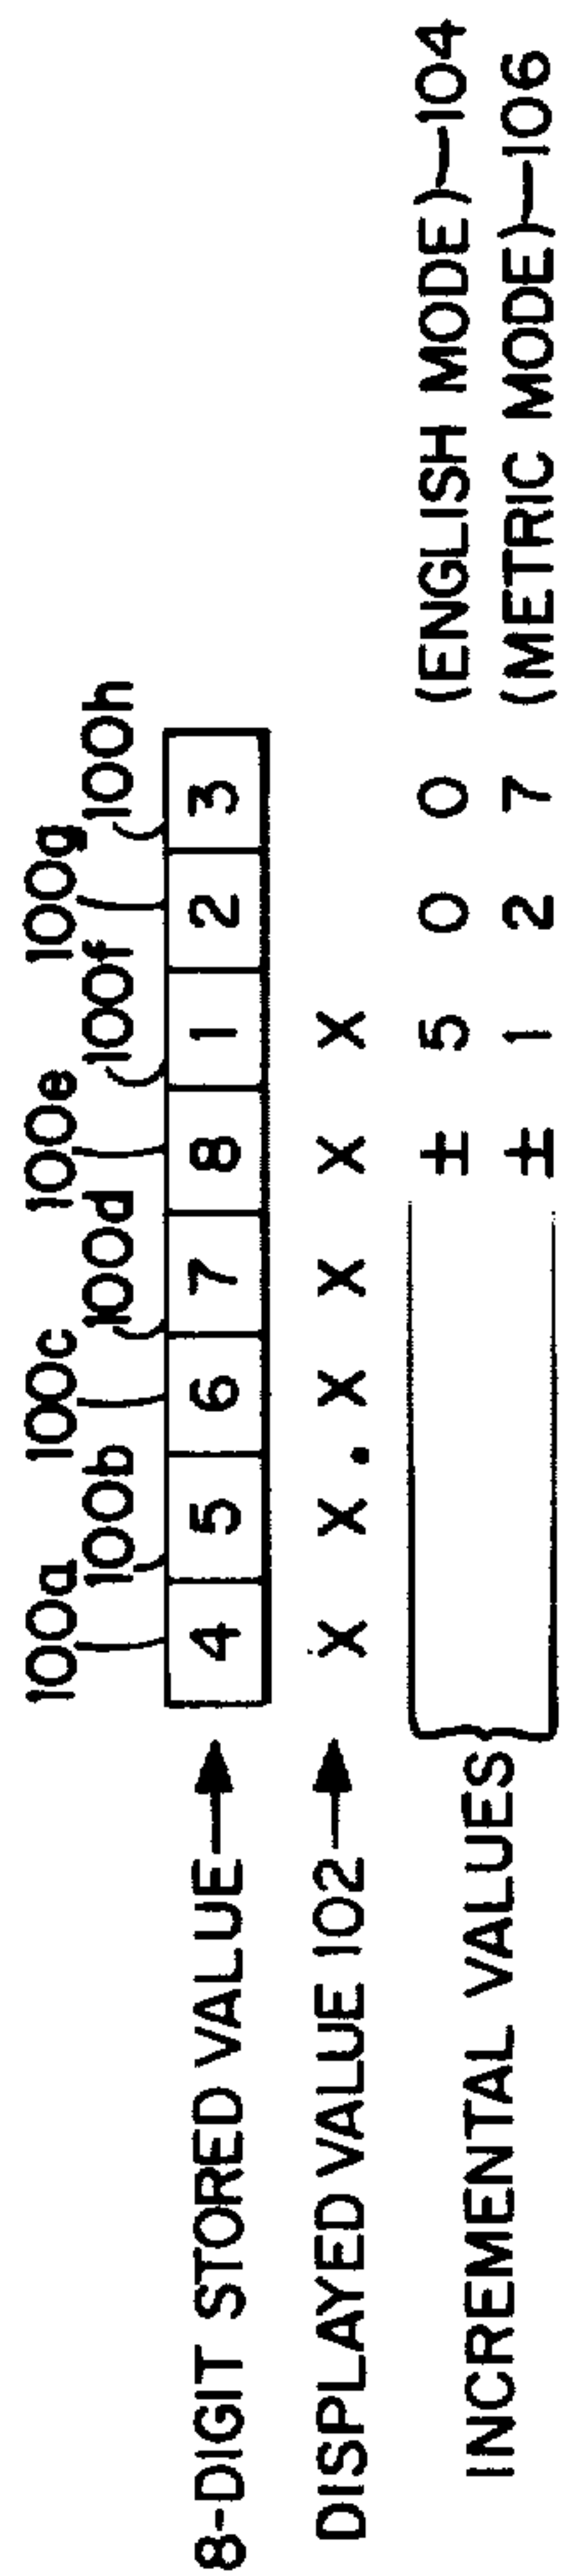 100a 100c 100e 100g
100b 100d 100f 100h
8-DIGIT STORED VALUE 4 5 6 7 8 1 2 3
DISPLAYED VALUE 102 X X . X X X X
INCREMENTAL VALUES
± 5 0 0 (ENGLISH MODE) 104
± 1 2 7 (METRIC MODE) 106